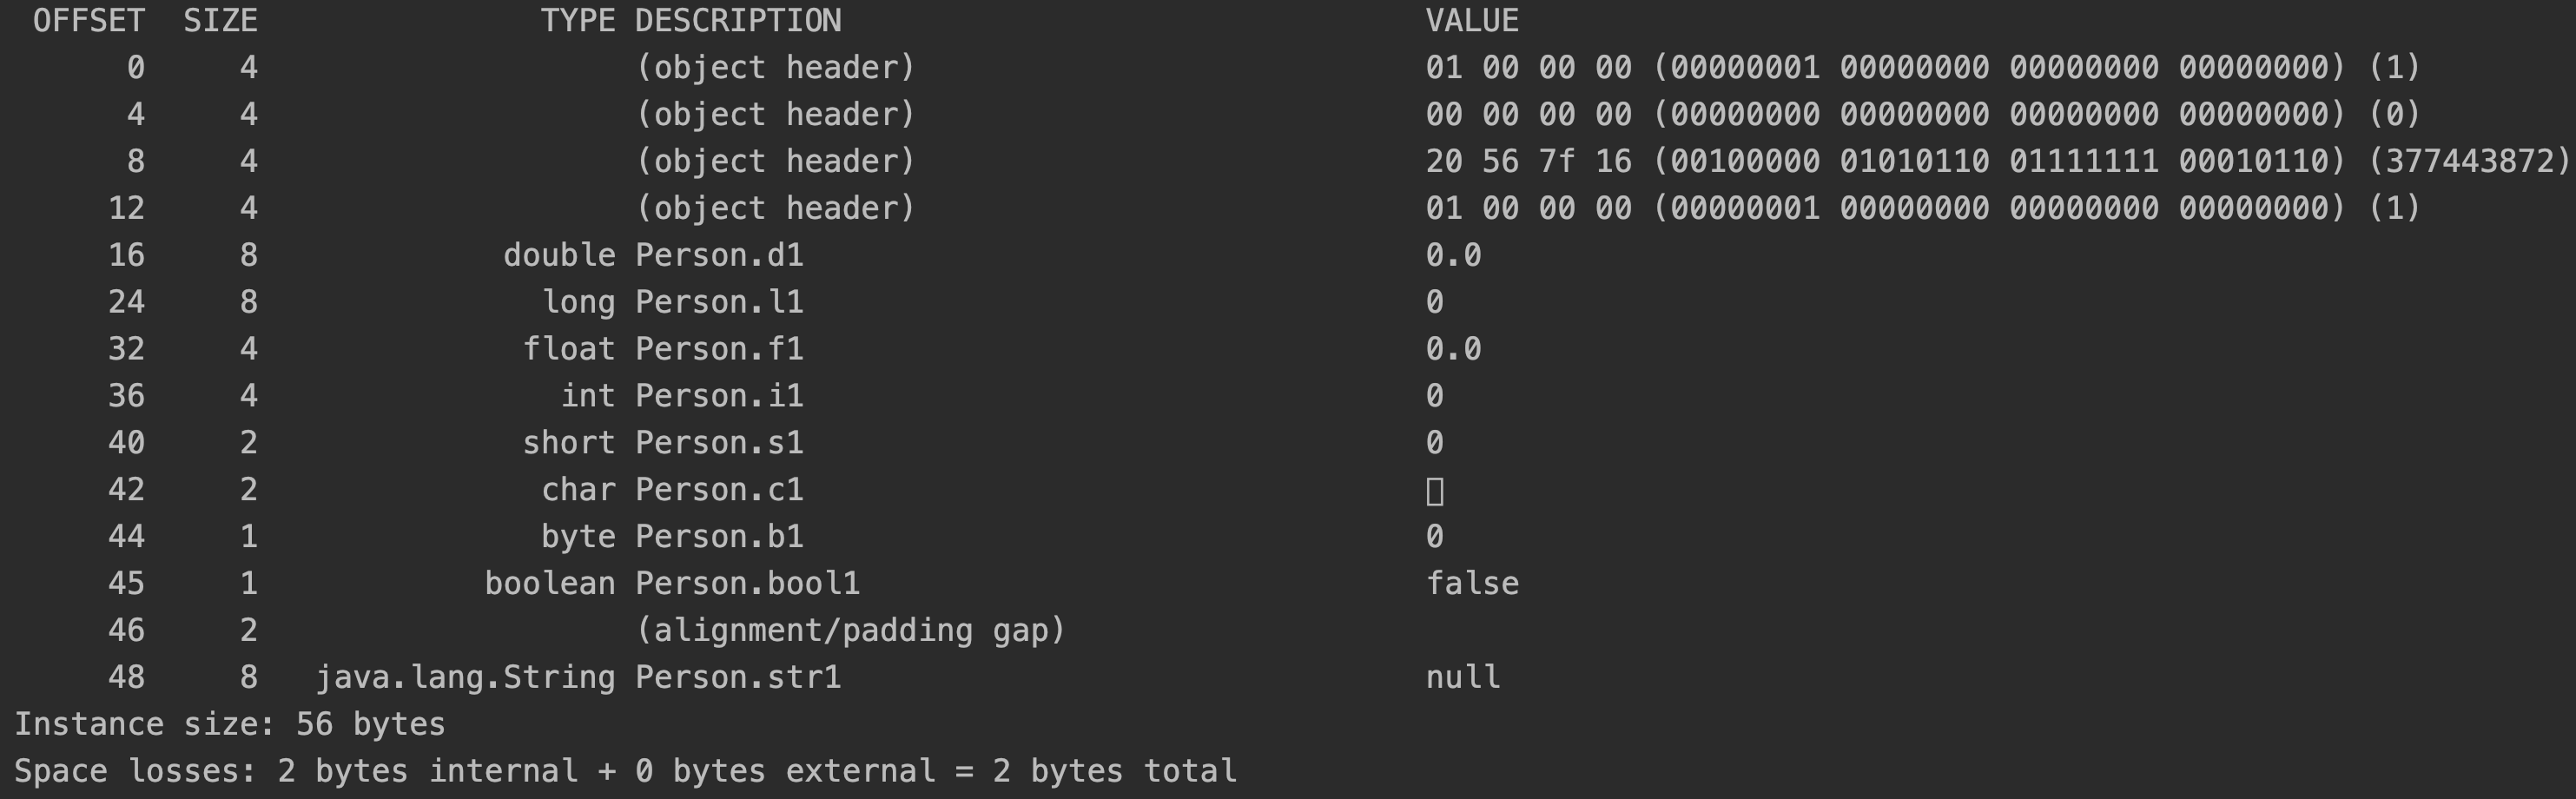 OFFSET  SIZE               TYPE DESCRIPTION                               VALUE
      0     4                    (object header)                           01 00 00 00 (00000001 00000000 00000000 00000000) (1)
      4     4                    (object header)                           00 00 00 00 (00000000 00000000 00000000 00000000) (0)
      8     4                    (object header)                           20 56 7f 16 (00100000 01010110 01111111 00010110) (377443872)
     12     4                    (object header)                           01 00 00 00 (00000001 00000000 00000000 00000000) (1)
     16     8             double Person.d1                                 0.0
     24     8               long Person.l1                                 0
     32     4              float Person.f1                                 0.0
     36     4                int Person.i1                                 0
     40     2              short Person.s1                                 0
     42     2               char Person.c1                                 
     44     1               byte Person.b1                                 0
     45     1            boolean Person.bool1                              false
     46     2                    (alignment/padding gap)
     48     8   java.lang.String Person.str1                               null
Instance size: 56 bytes
Space losses: 2 bytes internal + 0 bytes external = 2 bytes total